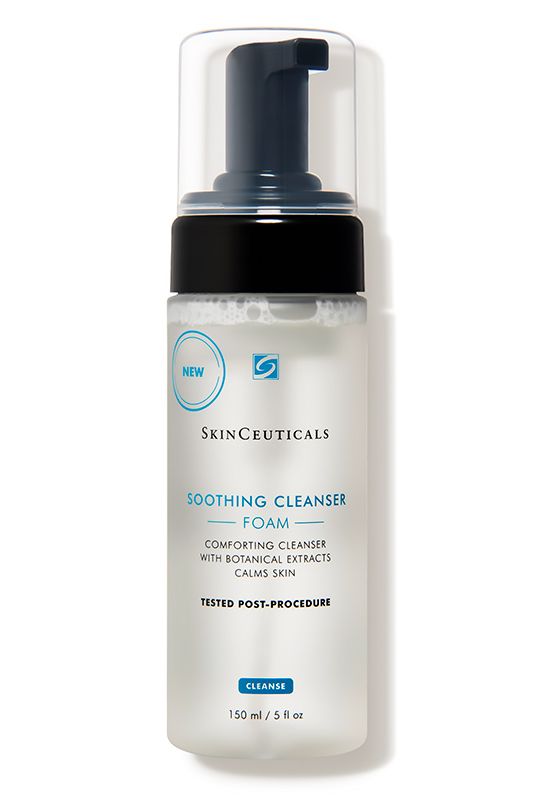 NEW
SKINCEUTICALS
SOOTHING CLEANSER
FOAM
COMFORTING CLEANSER
WITH BOTANICAL EXTRACTS
CALMS SKIN
TESTED POST-PROCEDURE
CLEANSE
150 ml / 5 fl oz